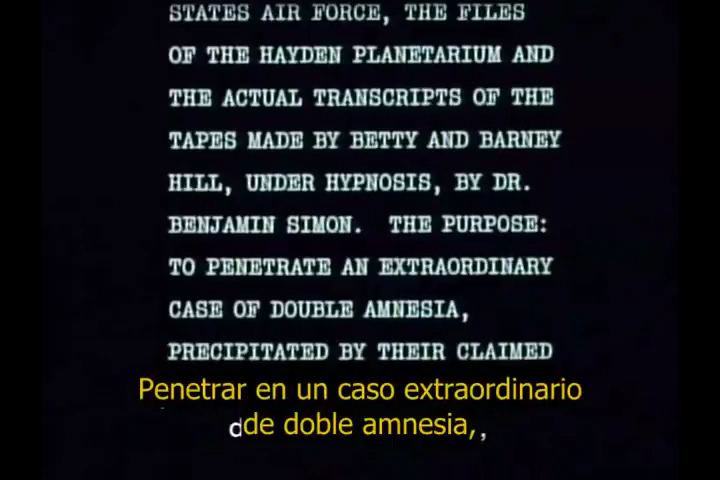 STATES AIR FORCE, THE FILES
OF THE HAYDEN PLANETARIUM AND
THE ACTUAL TRANSCRIPTS OF THE
TAPES MADE BY BETTY AND BARNEY
HILL, UNDER HYPNOSIS, BY DR.
BENJAMIN SIMON. THE PURPOSE:
TO PENETRATE AN EXTRAORDINARY
CASE OF DOUBLE AMNESIA,
PRECIPITATED BY THEIR CLAIMED
Penetrar en un caso extraordinario
de doble amnesia,